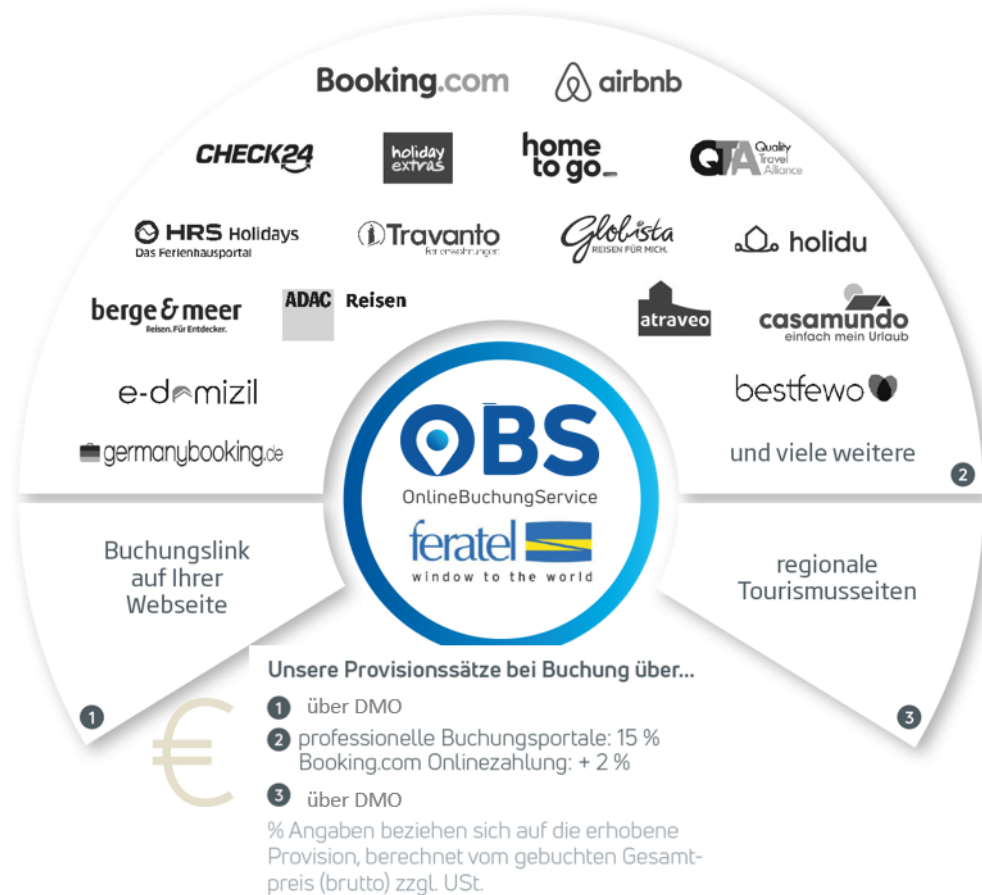 Booking.com
airbnb
CHECK24
holiday
extras
home
to go_
QTA Quality
Travel
Alliance
HRS Holidays
Das Ferienhausportal
Travanto
Ferienwohnungen
Globista
REISEN FÜR MICH.
holidu
berge & meer
Reisen. Für Entdecker.
ADAC Reisen
atraveo
casamundo
einfach mein Urlaub
e-domizil
bestfewo
germanybooking.de
und viele weitere
2
OBS
OnlineBuchungService
feratel
window to the world
Buchungslink
auf Ihrer
Webseite
1
regionale
Tourismusseiten
3
€
Unsere Provisionssätze bei Buchung über...
1 über DMO
2 professionelle Buchungsportale: 15 %
Booking.com Onlinezahlung: + 2 %
3 über DMO
% Angaben beziehen sich auf die erhobene
Provision, berechnet vom gebuchten Gesamt-
preis (brutto) zzgl. USt.